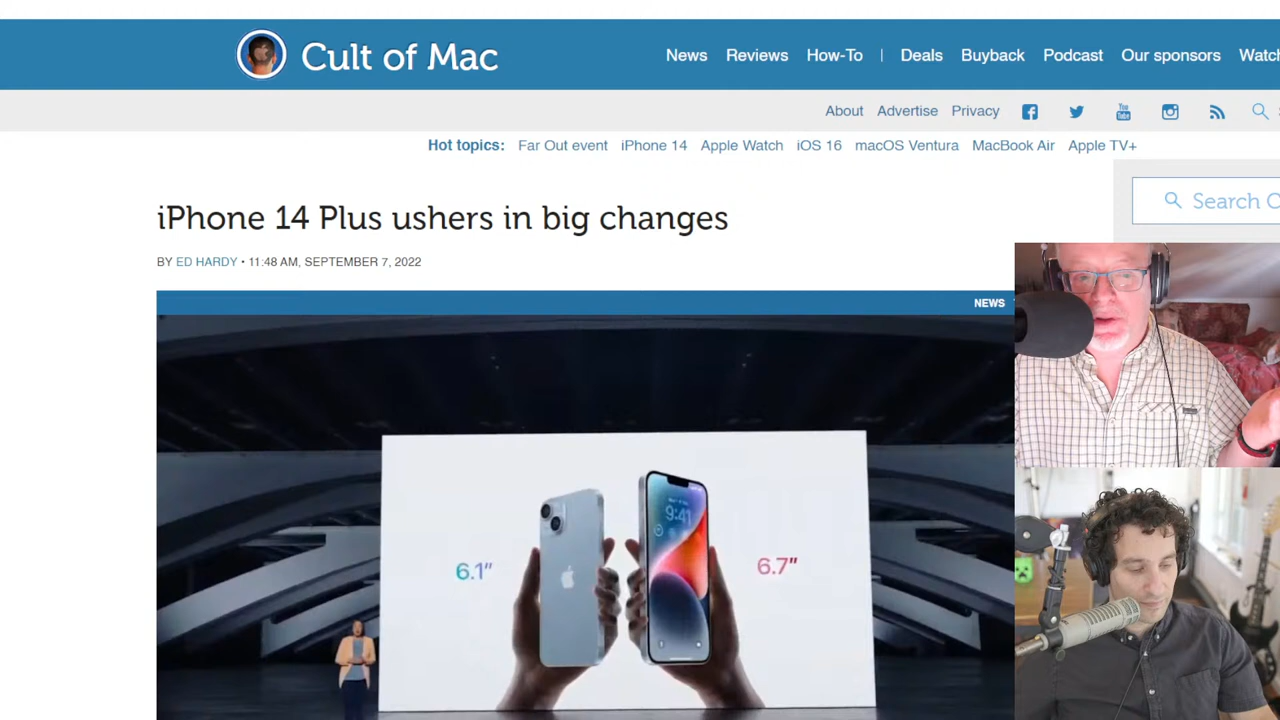 Cult of Mac
News Reviews How-To | Deals Buyback Podcast Our sponsors Watch
About Advertise Privacy
Hot topics: Far Out event iPhone 14 Apple Watch iOS 16 macOS Ventura MacBook Air Apple TV+
Search C
iPhone 14 Plus ushers in big changes
BY ED HARDY • 11:48 AM, SEPTEMBER 7, 2022
NEWS
9:41
6.1"
6.7"